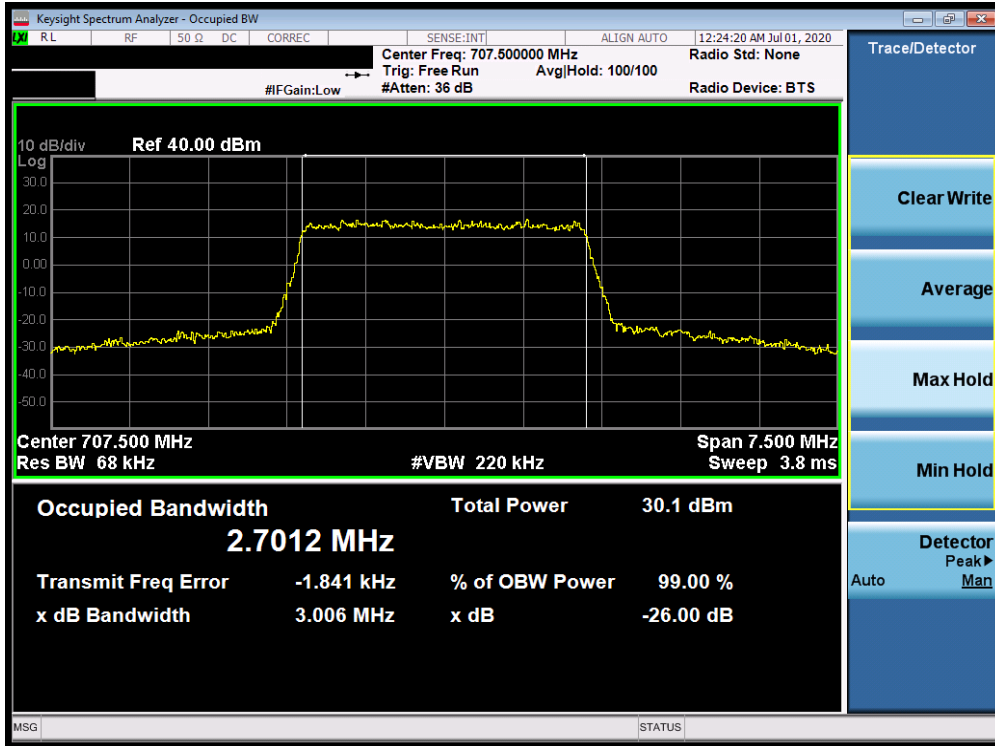 Keysight Spectrum Analyzer - Occupied BW
LXI RL RF 50 Ω DC CORREC SENSE:INT ALIGN AUTO 12:24:20 AM Jul 01, 2020
Center Freq: 707.500000 MHz Radio Std: None
Trig: Free Run Avg|Hold: 100/100
#IFGain:Low #Atten: 36 dB Radio Device: BTS
Trace/Detector
10 dB/div Ref 40.00 dBm
Log
30.0
20.0
10.0
0.00
-10.0
-20.0
-30.0
-40.0
-50.0
Center 707.500 MHz Span 7.500 MHz
Res BW 68 kHz #VBW 220 kHz Sweep 3.8 ms
Occupied Bandwidth Total Power 30.1 dBm
2.7012 MHz
Transmit Freq Error -1.841 kHz % of OBW Power 99.00 %
x dB Bandwidth 3.006 MHz x dB -26.00 dB
Clear Write
Average
Max Hold
Min Hold
Detector
Peak▶
Auto Man
MSG STATUS